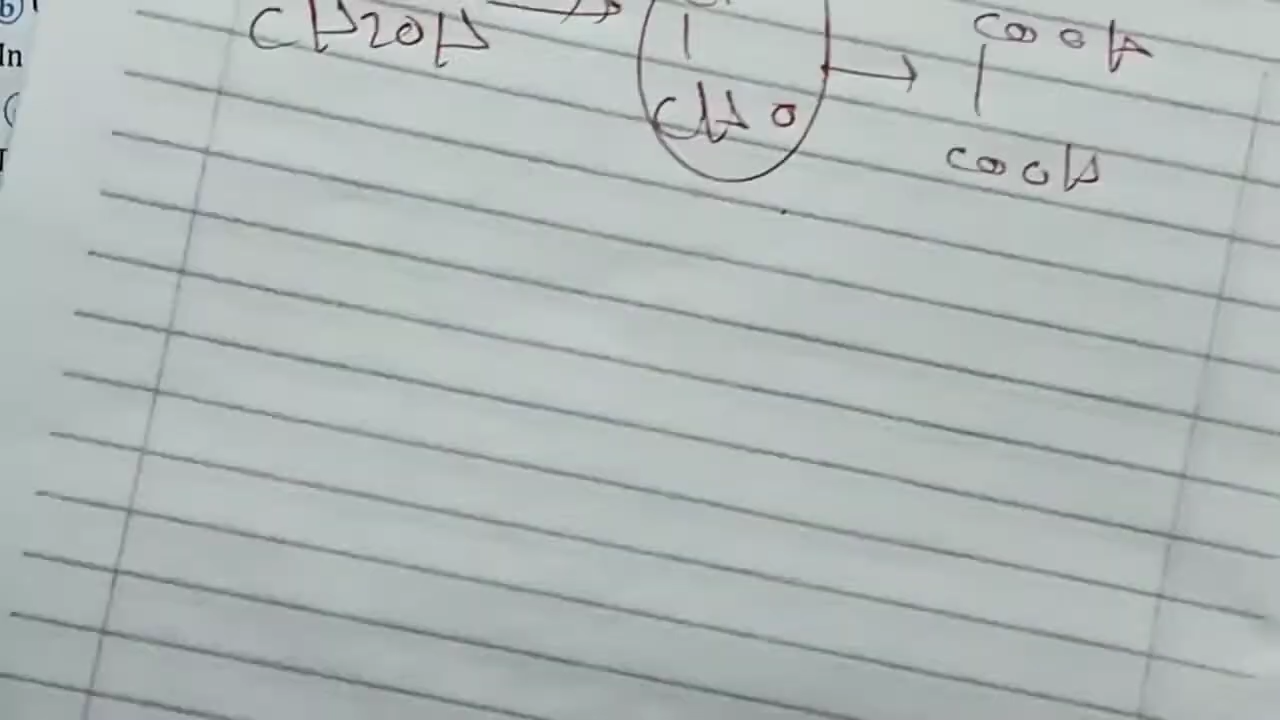 CH2OH → | CHO → COOH
|
COOH
In